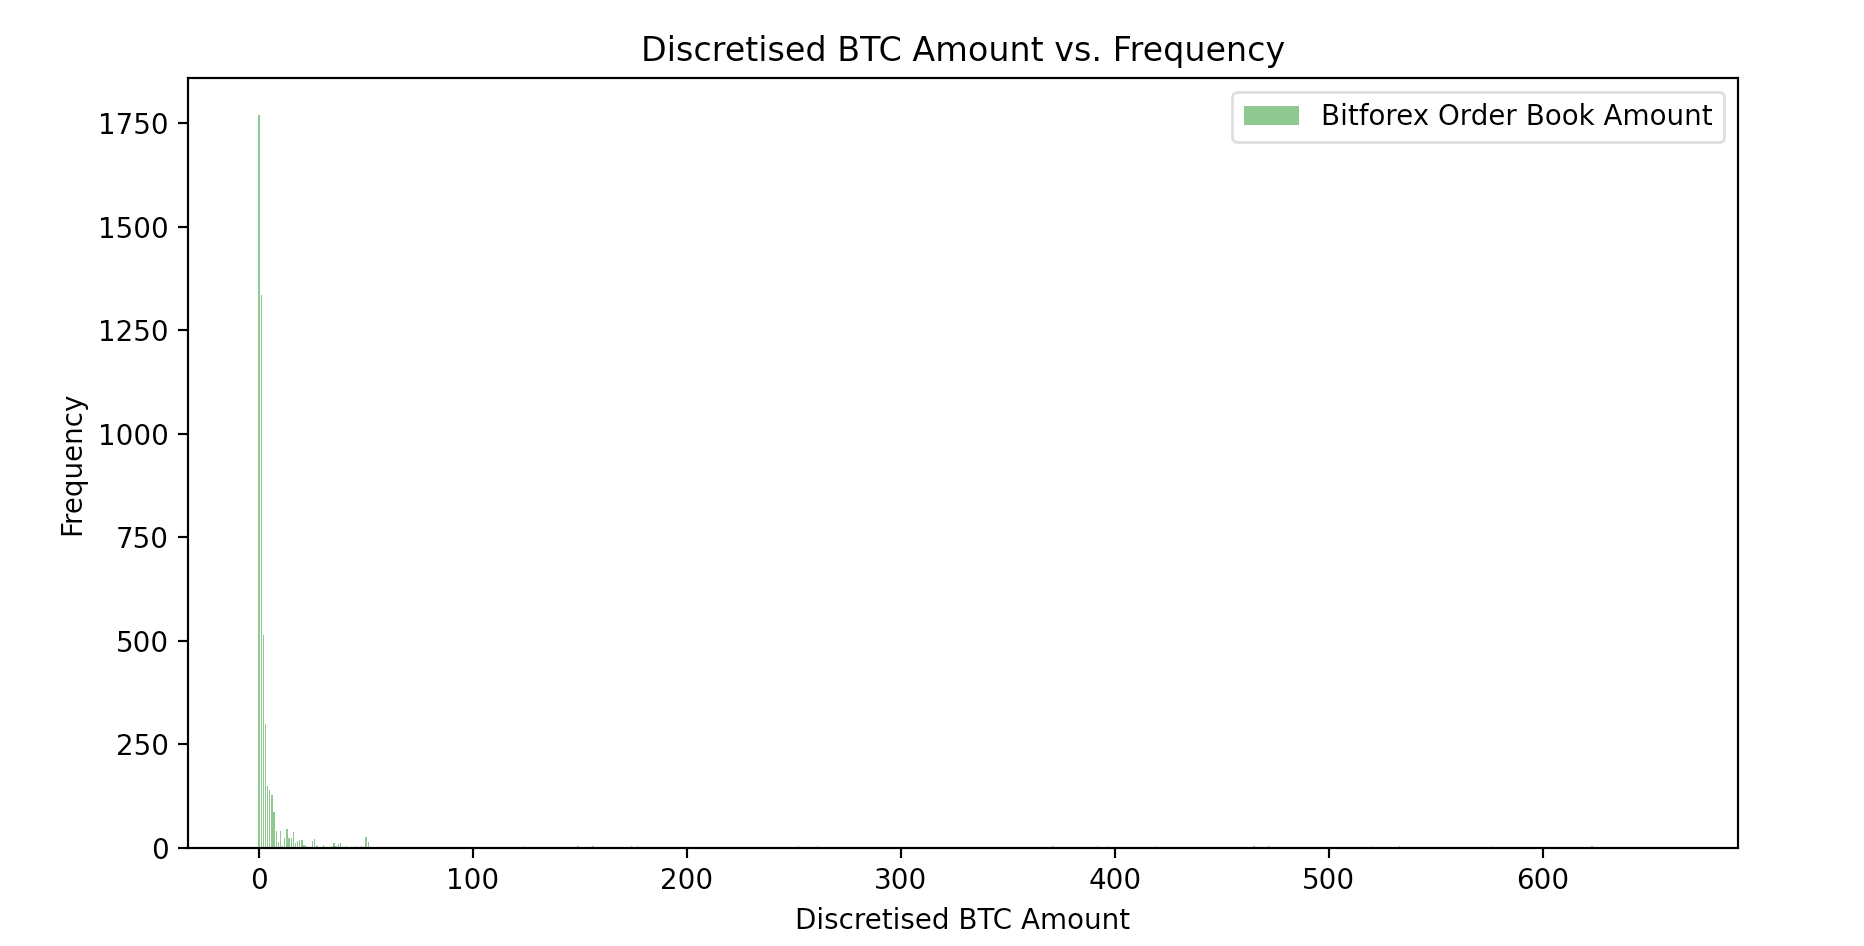 Discretised BTC Amount vs. Frequency
Bitforex Order Book Amount
1750
1500
1250
1000
750
500
250
0
Frequency
0 100 200 300 400 500 600
Discretised BTC Amount